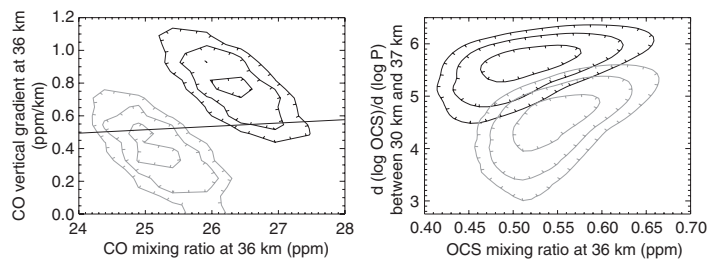 CO vertical gradient at 36 km
(ppm/km)
1.2
1.0
0.8
0.6
0.4
0.2
0.0
24 25 26 27 28
CO mixing ratio at 36 km (ppm)
d (log OCS)/d (log P)
between 30 km and 37 km
6
5
4
3
0.40 0.45 0.50 0.55 0.60 0.65 0.70
OCS mixing ratio at 36 km (ppm)